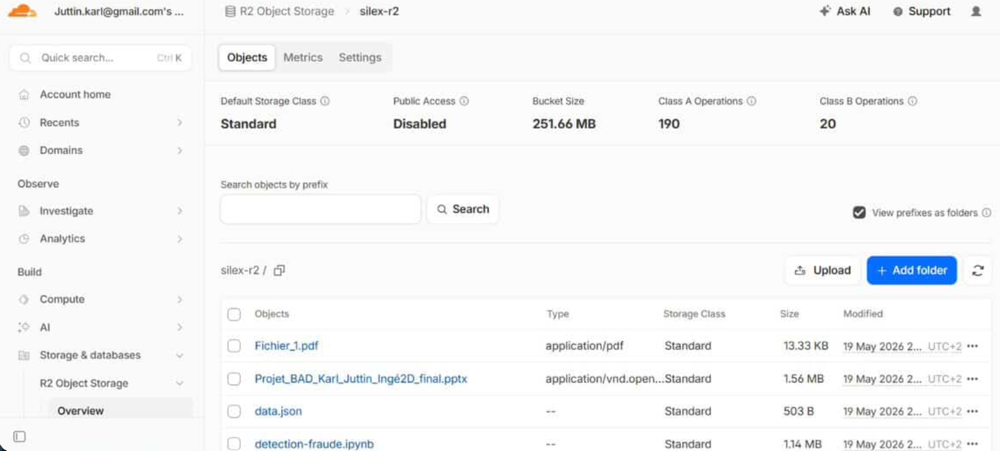 Juttin.karl@gmail.com's ...
R2 Object Storage > silex-r2
Ask AI
Support
Quick search... Ctrl K
Account home
Recents
Domains
Observe
Investigate
Analytics
Build
Compute
AI
Storage & databases
R2 Object Storage
Overview
Objects Metrics Settings
Default Storage Class Public Access Bucket Size Class A Operations Class B Operations
Standard Disabled 251.66 MB 190 20
Search objects by prefix
Search
View prefixes as folders
silex-r2 /
Upload
+ Add folder
Objects Type Storage Class Size Modified
Fichier_1.pdf application/pdf Standard 13.33 KB 19 May 2026 2... UTC+2 •••
Projet_BAD_Karl_Juttin_Ingé2D_final.pptx application/vnd.open... Standard 1.56 MB 19 May 2026 2... UTC+2 •••
data.json -- Standard 503 B 19 May 2026 2... UTC+2 •••
detection-fraude.ipynb -- Standard 1.14 MB 19 May 2026 2... UTC+2 •••